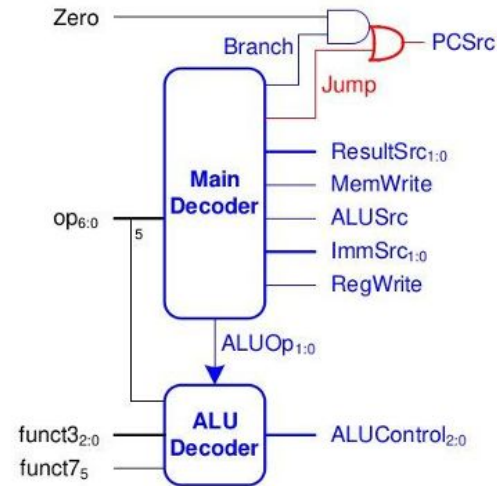 Zero
Branch
PCSrc
Jump
Main
Decoder
ResultSrc1:0
MemWrite
op6:0
5
ALUSrc
ImmSrc1:0
RegWrite
ALUOp1:0
ALU
Decoder
funct32:0
ALUControl2:0
funct75